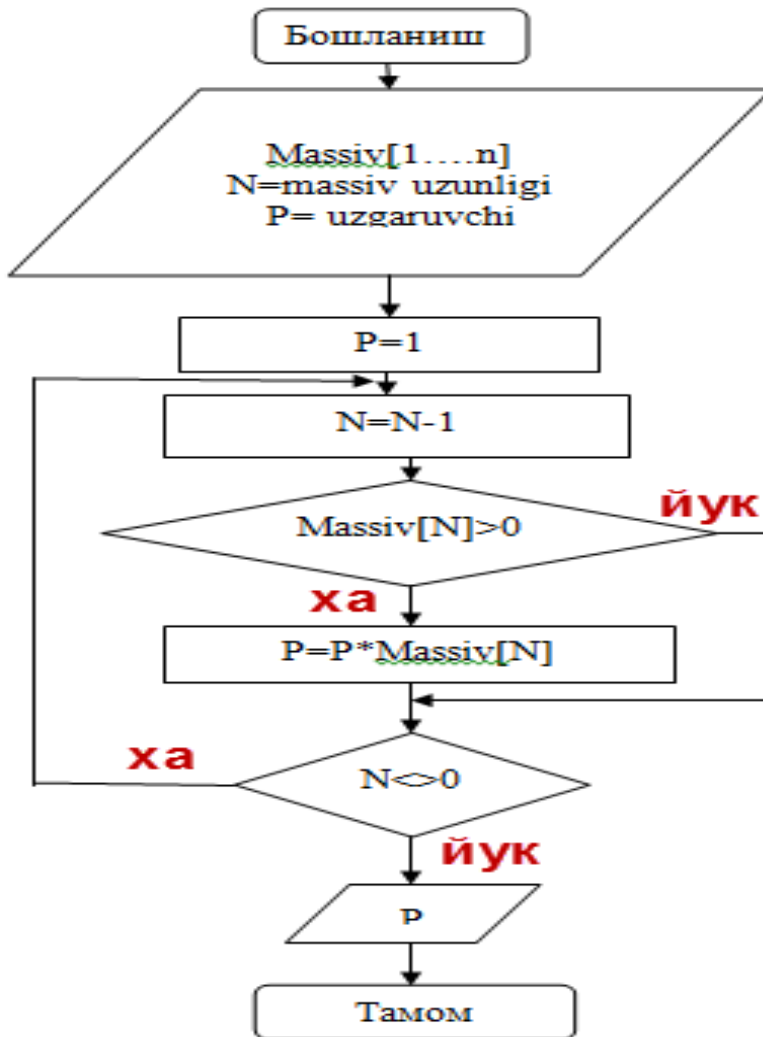 Бошланиш
Massiv[1....n]
N=massiv uzunligi
P= uzgaruvchi
P=1
N=N-1
Massiv[N]>0
йук
ха
P=P*Massiv[N]
ха
N<>0
йук
P
Тамом